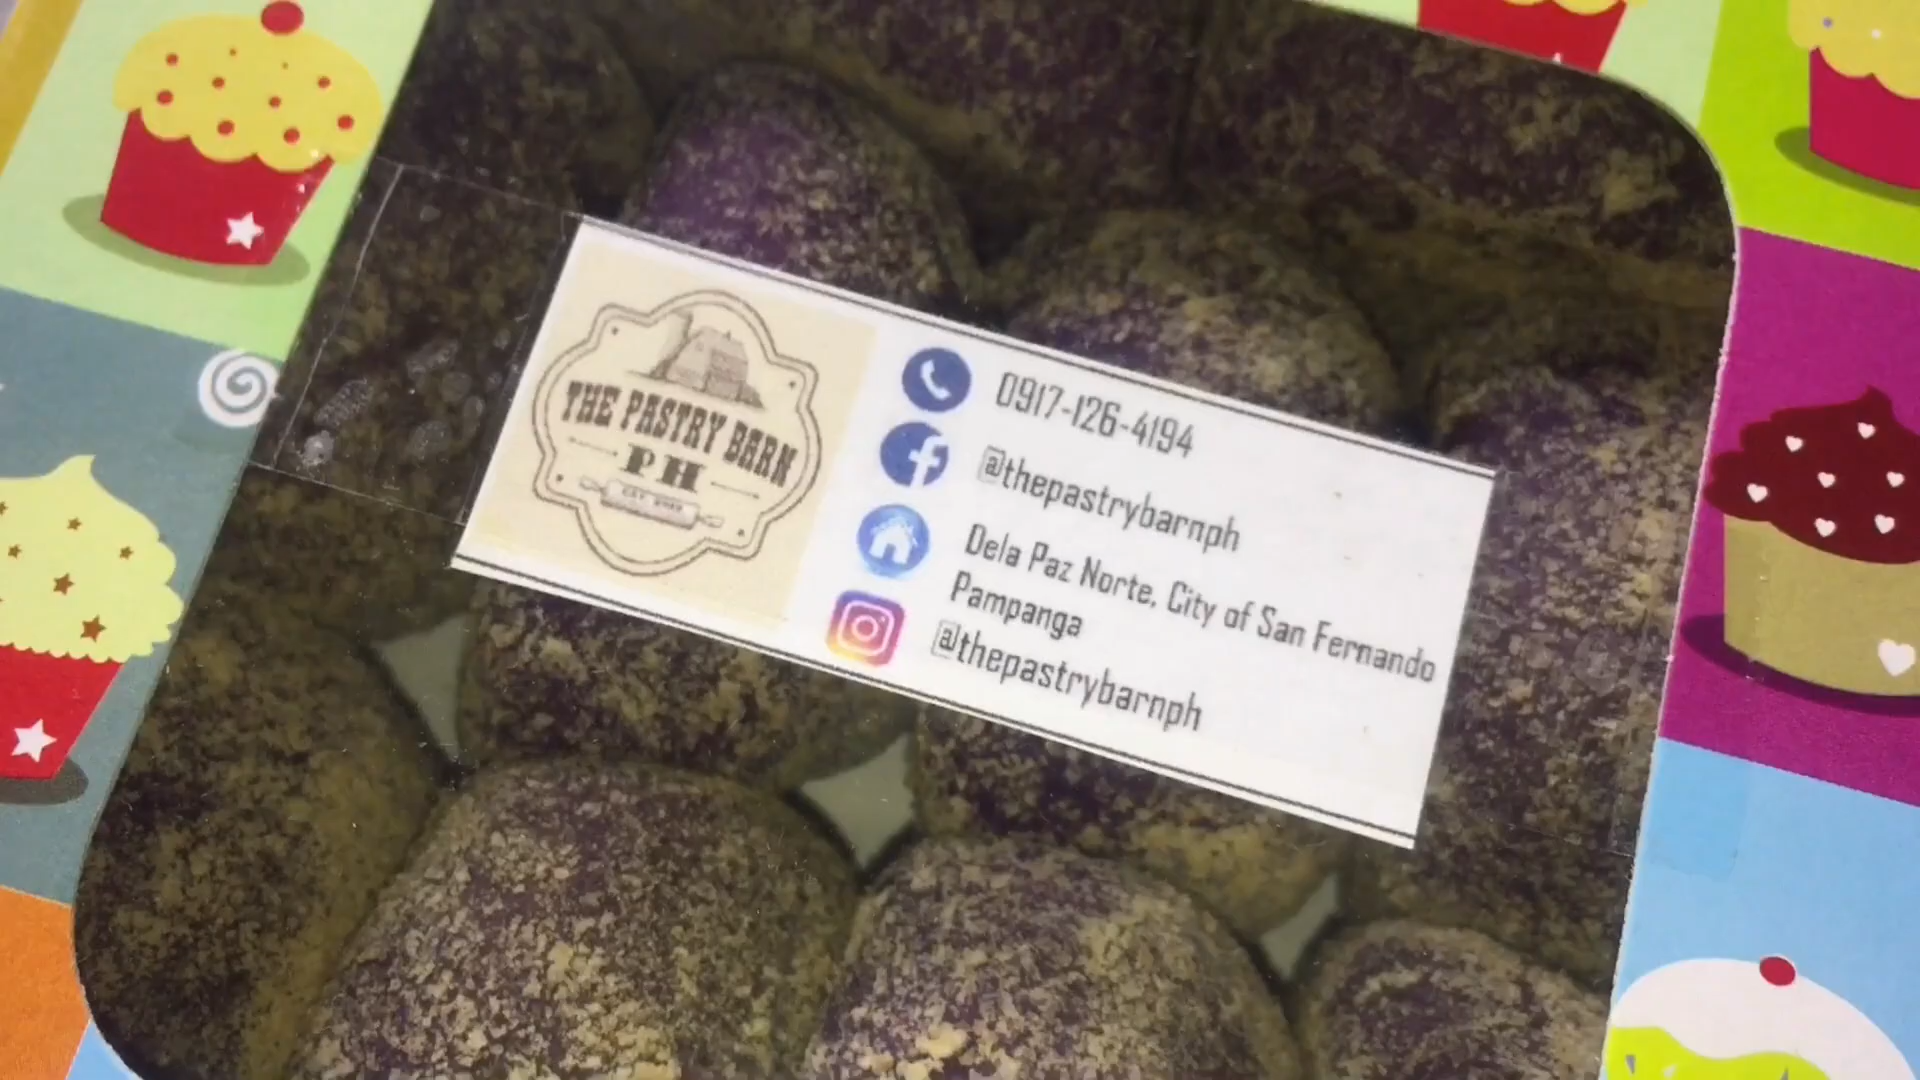 THE PASTRY BARN
PH
0917-126-4194
@thepastrybarnph
Dela Paz Norte, City of San Fernando
Pampanga
@thepastrybarnph